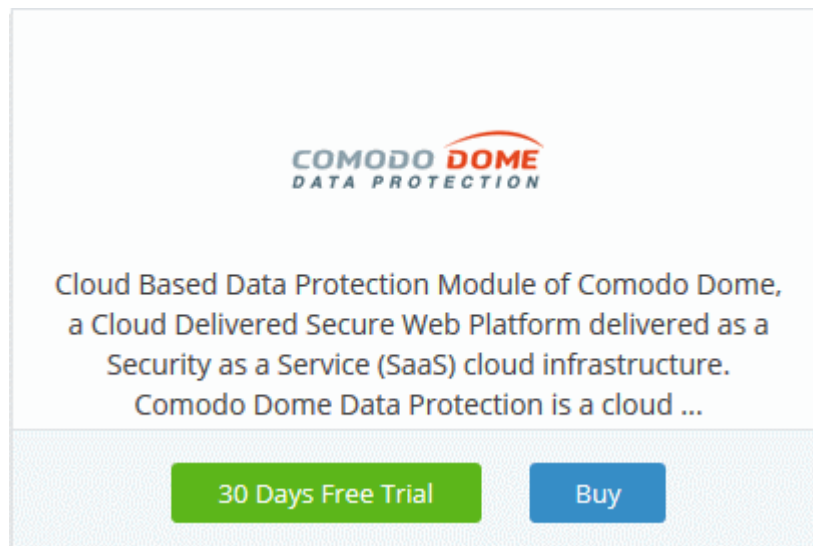 COMODO DOME
DATA PROTECTION
Cloud Based Data Protection Module of Comodo Dome,
a Cloud Delivered Secure Web Platform delivered as a
Security as a Service (SaaS) cloud infrastructure.
Comodo Dome Data Protection is a cloud ...
30 Days Free Trial Buy